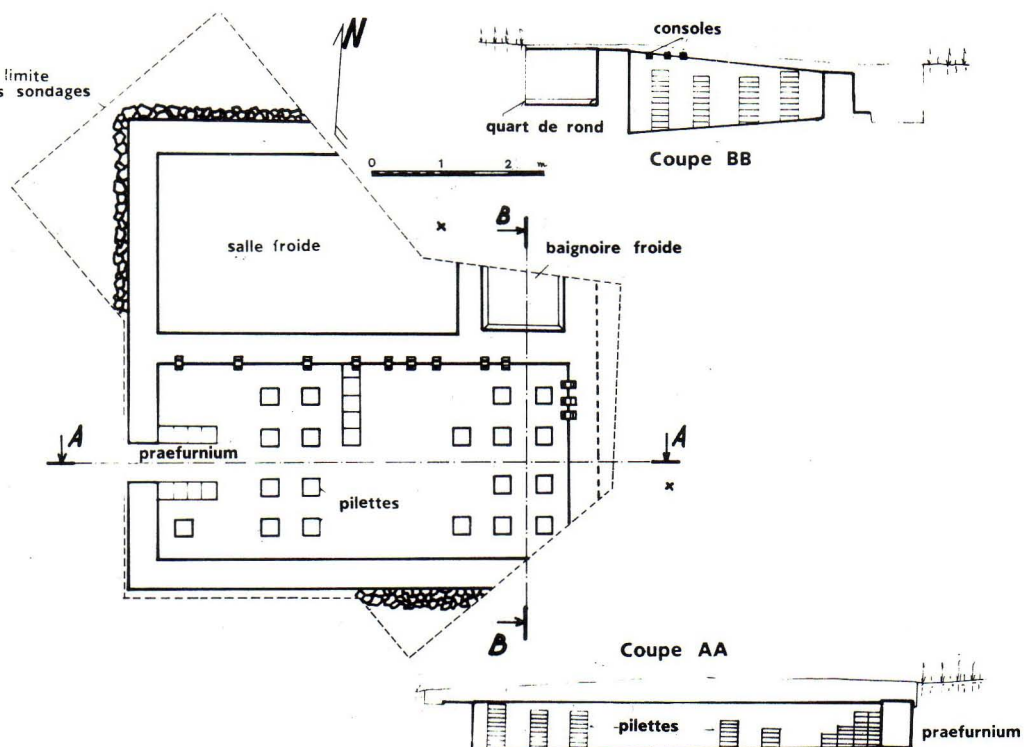 limite
s sondages
N
consoles
quart de rond
Coupe BB
0 1 2 m
B
salle froide
baignoire froide
A
A
praefurnium
pilettes
B
Coupe AA
pilettes
praefurnium